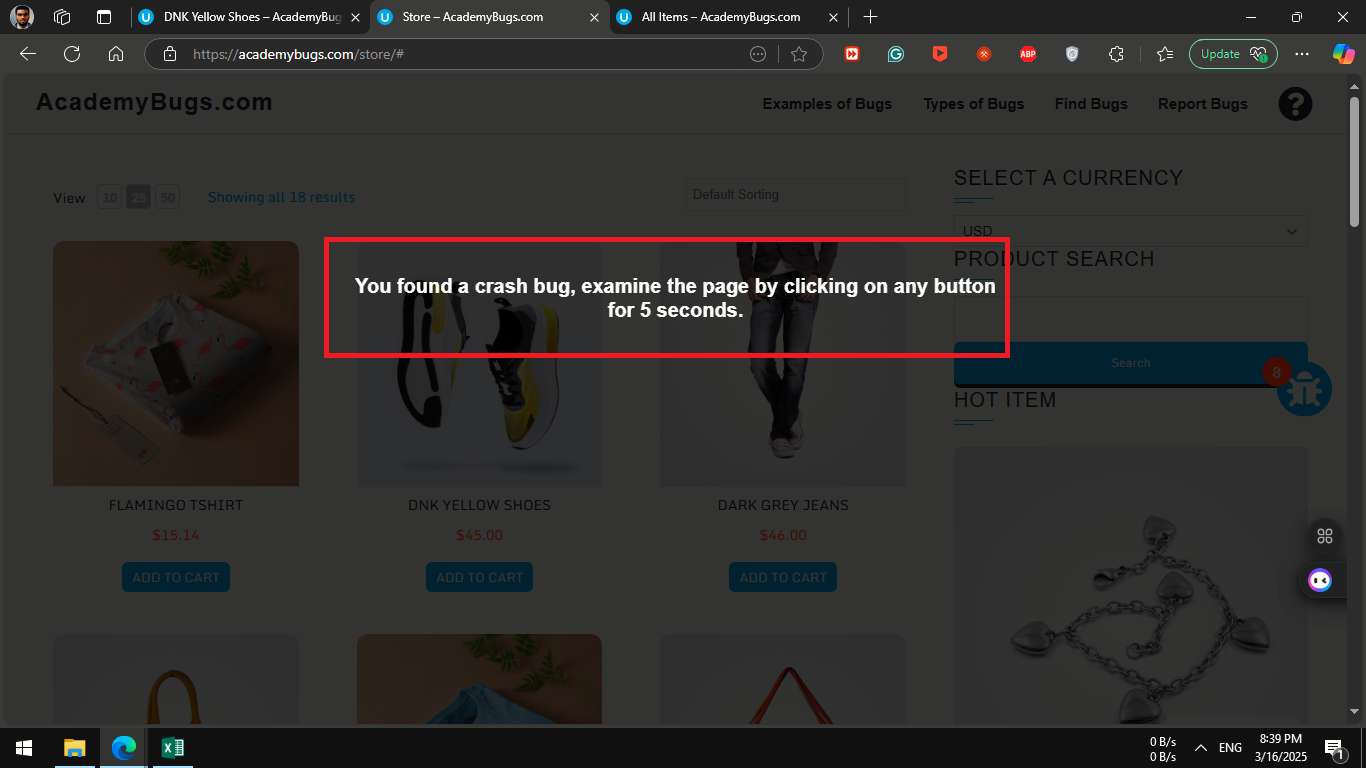 DNK Yellow Shoes – AcademyBug
Store – AcademyBugs.com
All Items – AcademyBugs.com
https://academybugs.com/store/#
ABP
Update
AcademyBugs.com
Examples of Bugs
Types of Bugs
Find Bugs
Report Bugs
?
View 10 25 50 Showing all 18 results
Default Sorting
SELECT A CURRENCY
USD
PRODUCT SEARCH
You found a crash bug, examine the page by clicking on any button
for 5 seconds.
Search
8
HOT ITEM
FLAMINGO TSHIRT
$15.14
ADD TO CART
DNK YELLOW SHOES
$45.00
ADD TO CART
DARK GREY JEANS
$46.00
ADD TO CART
0 B/s
0 B/s
ENG
8:39 PM
3/16/2025
1